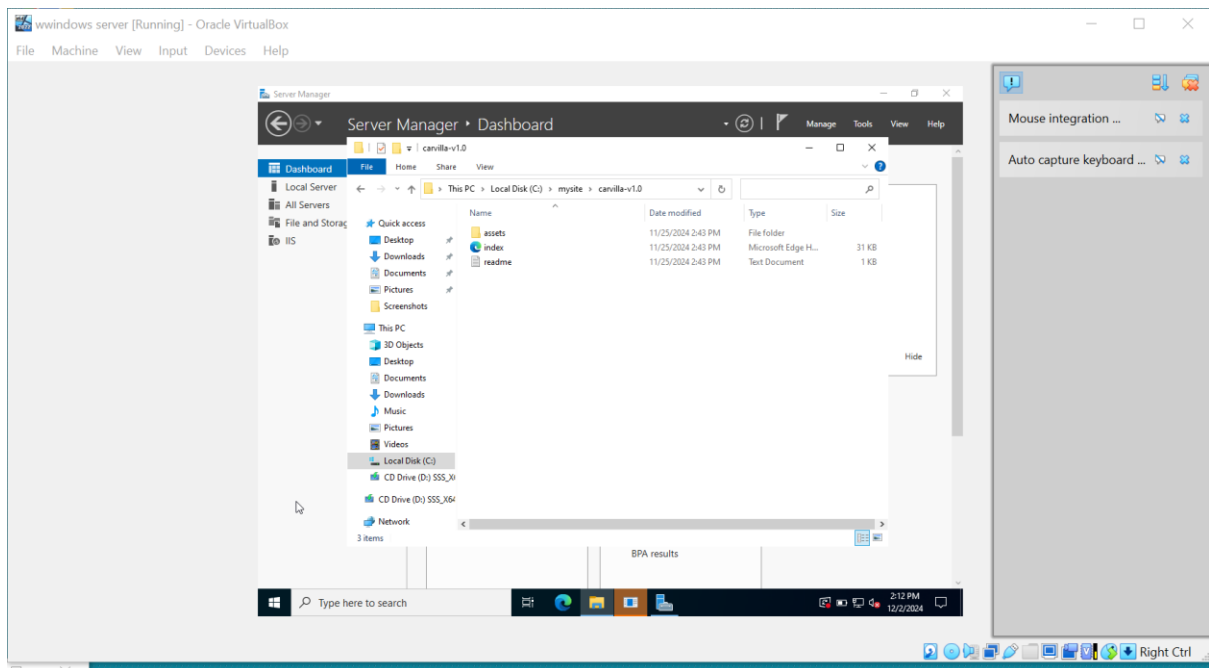 wwindows server [Running] - Oracle VirtualBox
File Machine View Input Devices Help
Server Manager
Server Manager ‣ Dashboard
Manage Tools View Help
carvilla-v1.0
File Home Share View
This PC > Local Disk (C:) > mysite > carvilla-v1.0
Dashboard
Local Server
All Servers
File and Storag
IIS
Quick access
Desktop
Downloads
Documents
Pictures
Screenshots
This PC
3D Objects
Desktop
Documents
Downloads
Music
Pictures
Videos
Local Disk (C:)
CD Drive (D:) SSS_X6
CD Drive (D:) SSS_X64
Network
3 items
Name Date modified Type Size
assets 11/25/2024 2:43 PM File folder
index 11/25/2024 2:43 PM Microsoft Edge H... 31 KB
readme 11/25/2024 2:43 PM Text Document 1 KB
Hide
BPA results
Type here to search
2:12 PM
12/2/2024
Mouse integration ...
Auto capture keyboard ...
Right Ctrl